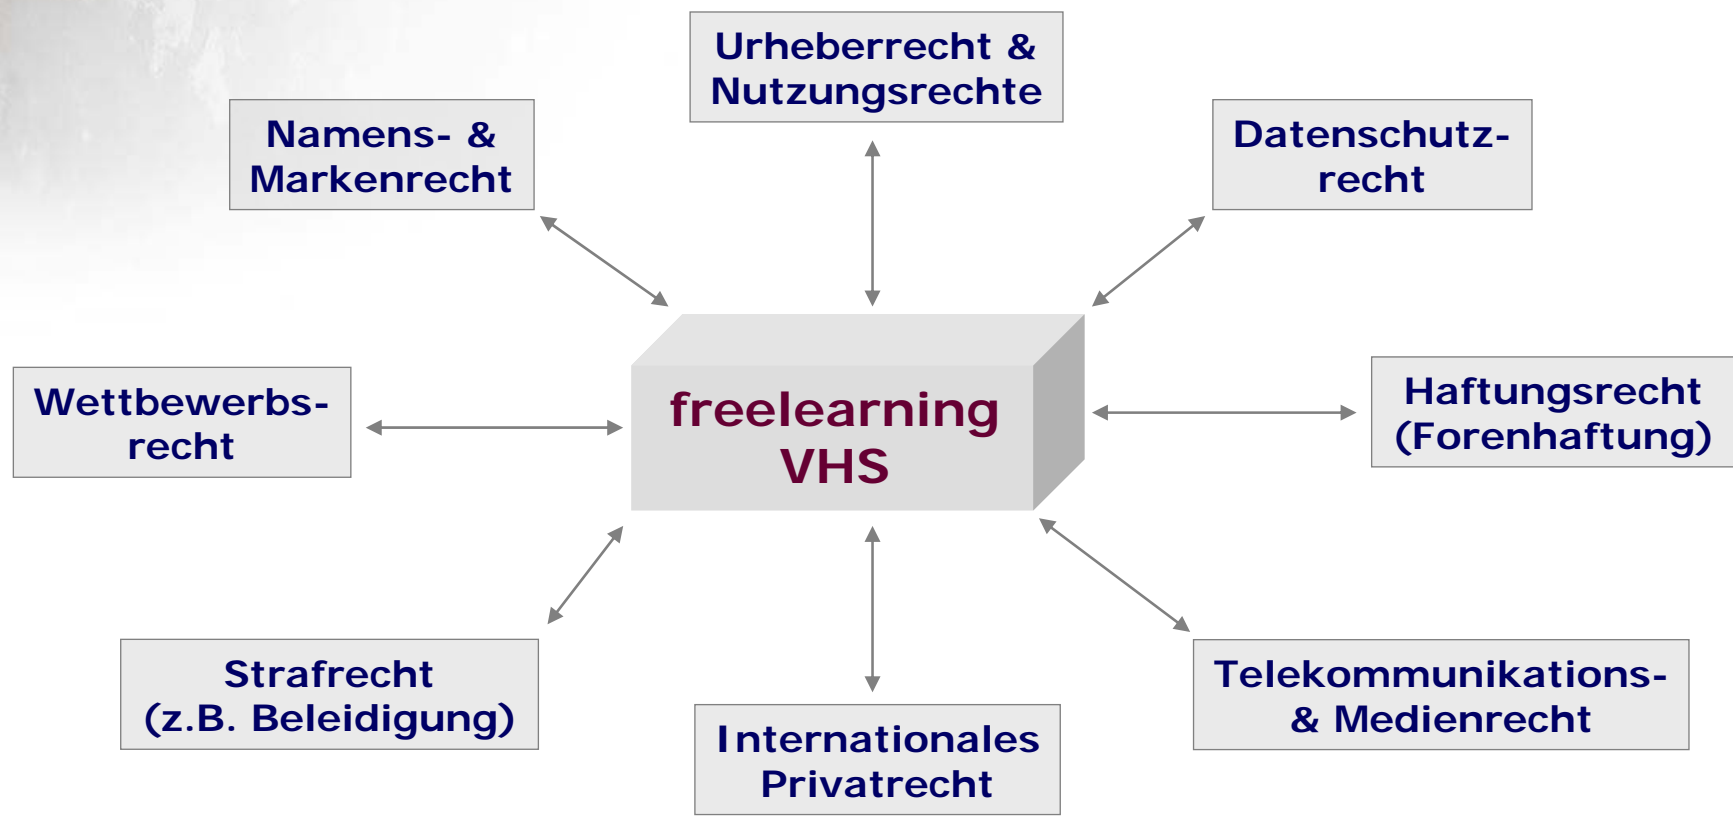 Urheberrecht &
Nutzungsrechte
Namens- &
Markenrecht
Datenschutz-
recht
Wettbewerbs-
recht
freelearning
VHS
Haftungsrecht
(Forenhaftung)
Strafrecht
(z.B. Beleidigung)
Internationales
Privatrecht
Telekommunikations-
& Medienrecht